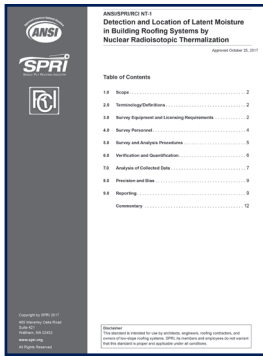 ANSI
SPRI
RCI
ANSI/SPRI/RCI NT-1
Detection and Location of Latent Moisture
in Building Roofing Systems by
Nuclear Radioisotopic Thermalization
Approved October 25, 2017
Table of Contents
1.0 Scope 2
2.0 Terminology/Definitions 2
3.0 Survey Equipment and Licensing Requirements 2
4.0 Survey Personnel 4
5.0 Survey and Analysis Procedures 5
6.0 Verification and Quantification 6
7.0 Analysis of Collected Data 7
8.0 Precision and Bias 8
9.0 Reporting 9
Commentary 12
Copyright by SPRI 2017
465 Waverley Oaks Road
Suite 421
Waltham, MA 02452
www.spri.org
All Rights Reserved
Disclaimer
This standard is intended for use by architects, engineers, roofing contractors, and
owners of low-slope roofing systems. SPRI, its members and employees do not warrant
that this standard is proper and applicable under all conditions.